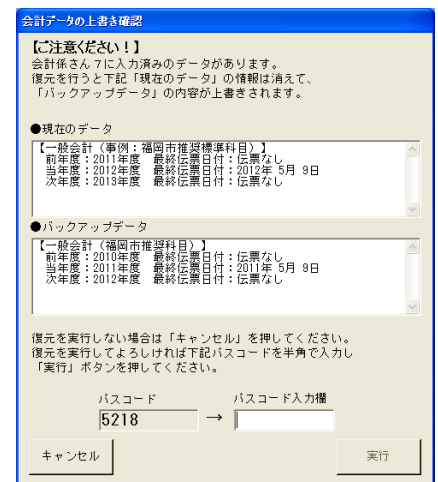 会計データの上書き確認
【ご注意ください！】
会計係さん７に入力済みのデータがあります。
復元を行うと下記「現在のデータ」の情報は消えて、
「バックアップデータ」の内容が上書きされます。
●現在のデータ
【一般会計（事例：福岡市推奨標準科目）】
前年度：2011年度　最終伝票日付：伝票なし
当年度：2012年度　最終伝票日付：2012年 5月 9日
次年度：2013年度　最終伝票日付：伝票なし
●バックアップデータ
【一般会計（福岡市推奨科目）】
前年度：2010年度　最終伝票日付：伝票なし
当年度：2011年度　最終伝票日付：2011年 5月 9日
次年度：2012年度　最終伝票日付：伝票なし
復元を実行しない場合は「キャンセル」を押してください。
復元を実行してよろしければ下記パスコードを半角で入力し
「実行」ボタンを押してください。
パスコード　パスコード入力欄
5218 →
キャンセル　実行